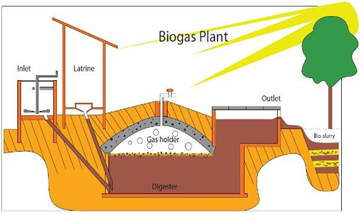 Biogas Plant
Inlet
Latrine
Outlet
Gas holder
Bio slurry
Digester